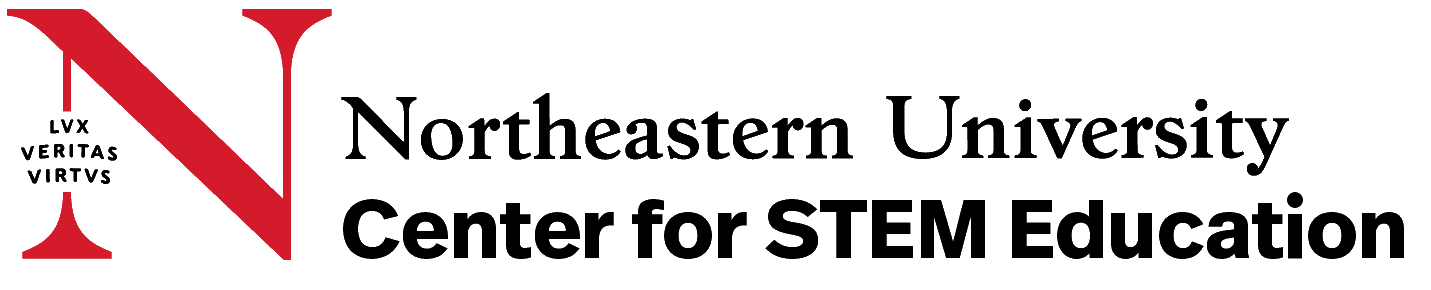 N
LVX
VERITAS
VIRTVS
Northeastern University
Center for STEM Education